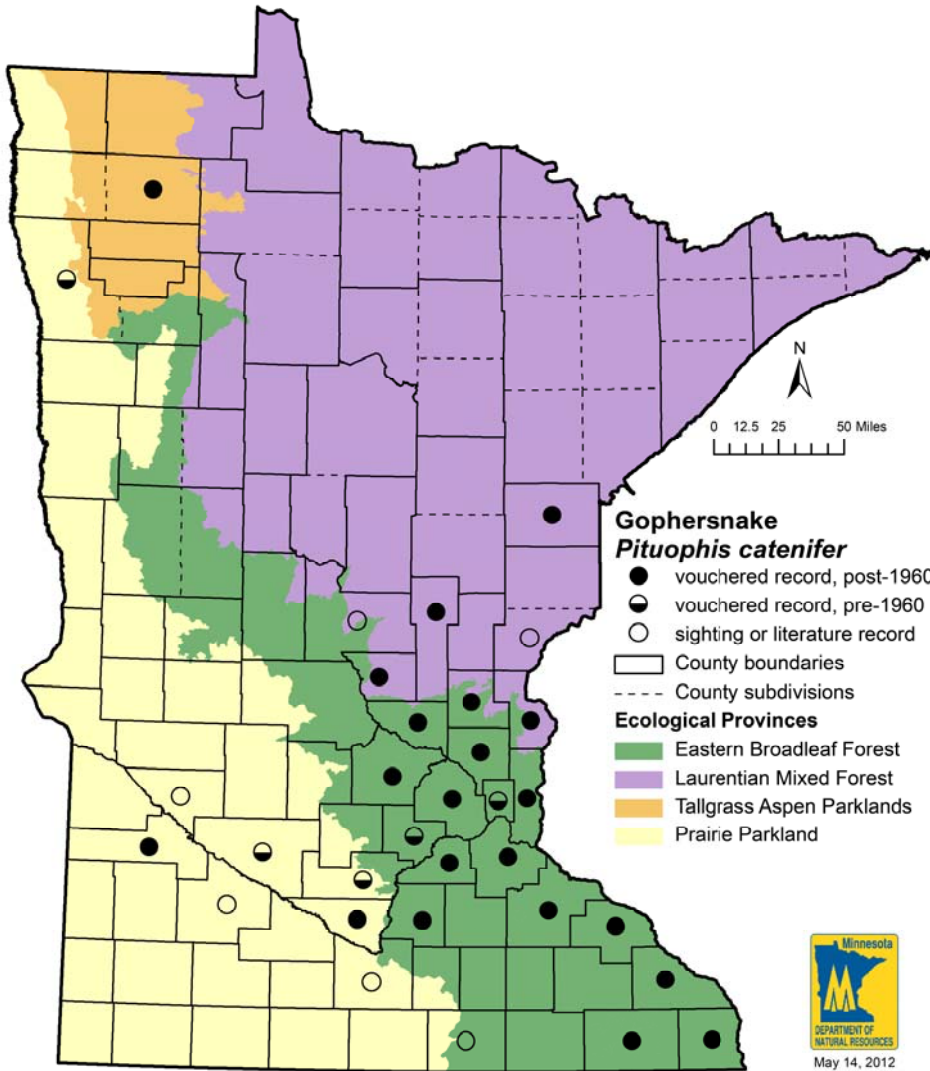 N
0 12.5 25 50 Miles
Gophersnake
Pituophis catenifer
vouchered record, post-1960
vouchered record, pre-1960
sighting or literature record
County boundaries
County subdivisions
Ecological Provinces
Eastern Broadleaf Forest
Laurentian Mixed Forest
Tallgrass Aspen Parklands
Prairie Parkland
Minnesota
M
DEPARTMENT OF
NATURAL RESOURCES
May 14, 2012